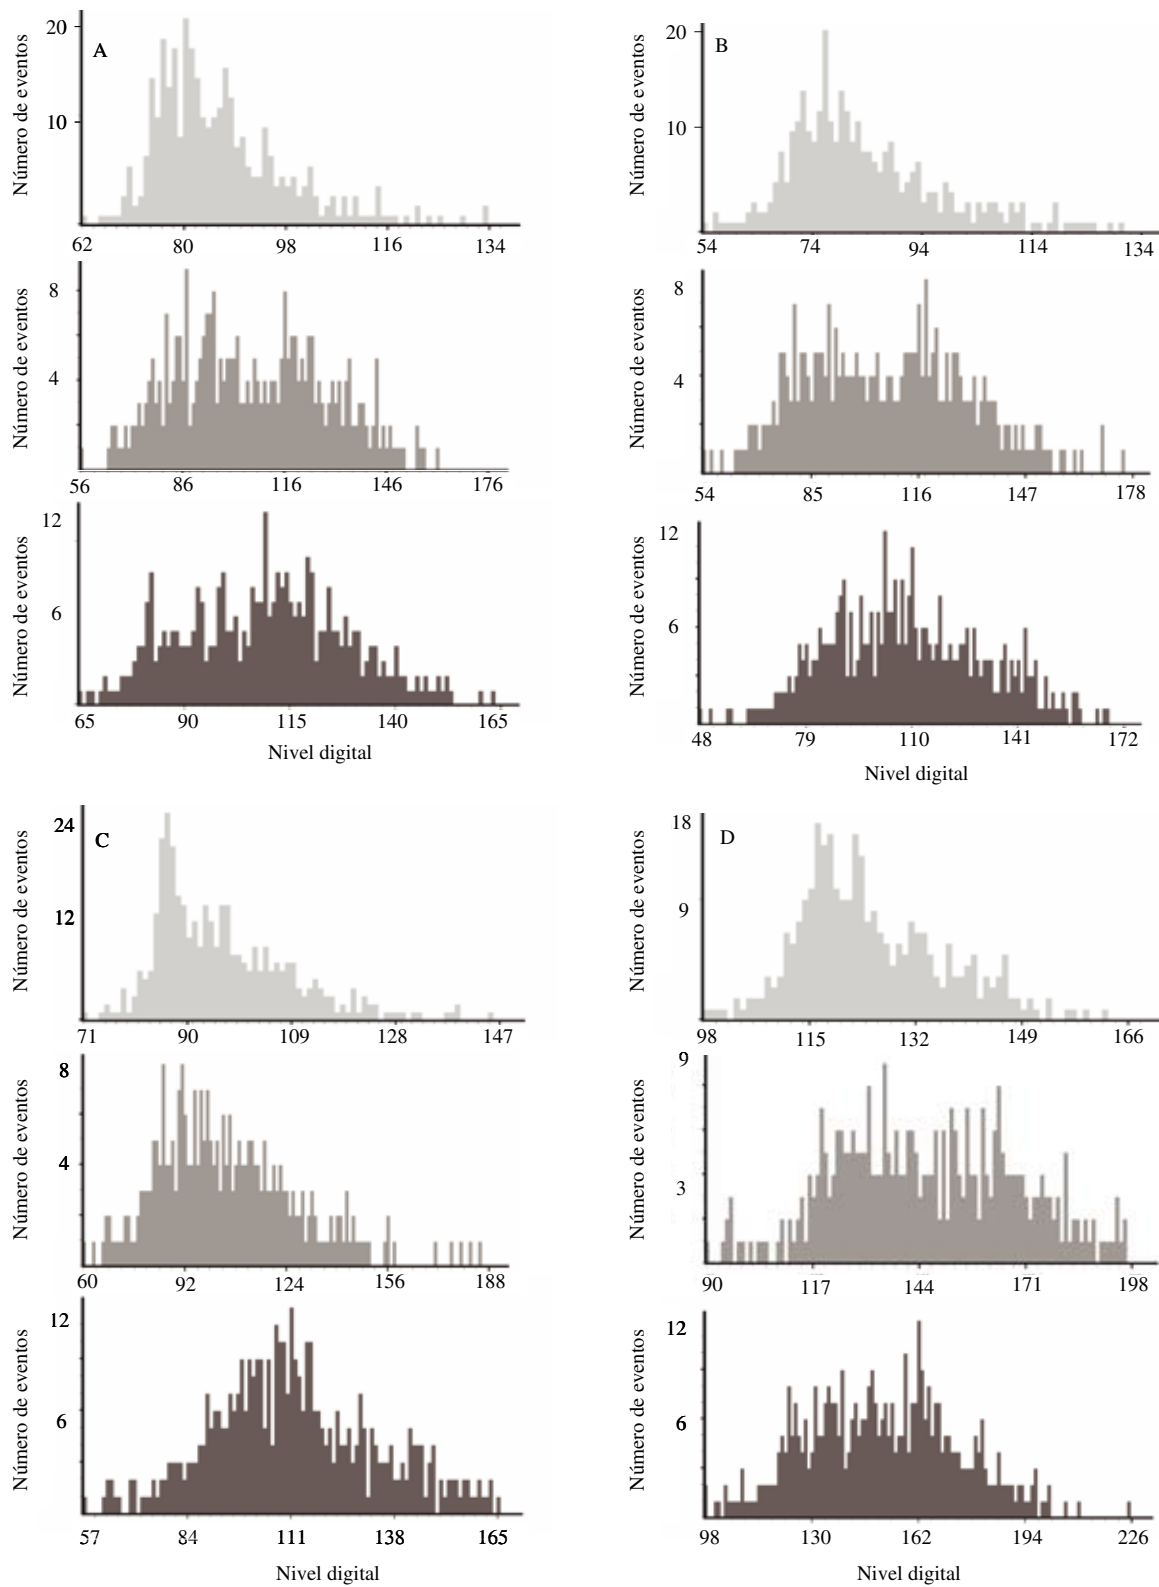 A
Número de eventos
20
10
62 80 98 116 134
Número de eventos
8
4
56 86 116 146 176
Número de eventos
12
6
65 90 115 140 165
Nivel digital
B
Número de eventos
20
10
54 74 94 114 134
Número de eventos
8
4
54 85 116 147 178
Número de eventos
12
6
48 79 110 141 172
Nivel digital
C
Número de eventos
24
12
71 90 109 128 147
Número de eventos
8
4
60 92 124 156 188
Número de eventos
12
6
57 84 111 138 165
Nivel digital
D
Número de eventos
18
9
98 115 132 149 166
Número de eventos
9
3
90 117 144 171 198
Número de eventos
12
6
98 130 162 194 226
Nivel digital